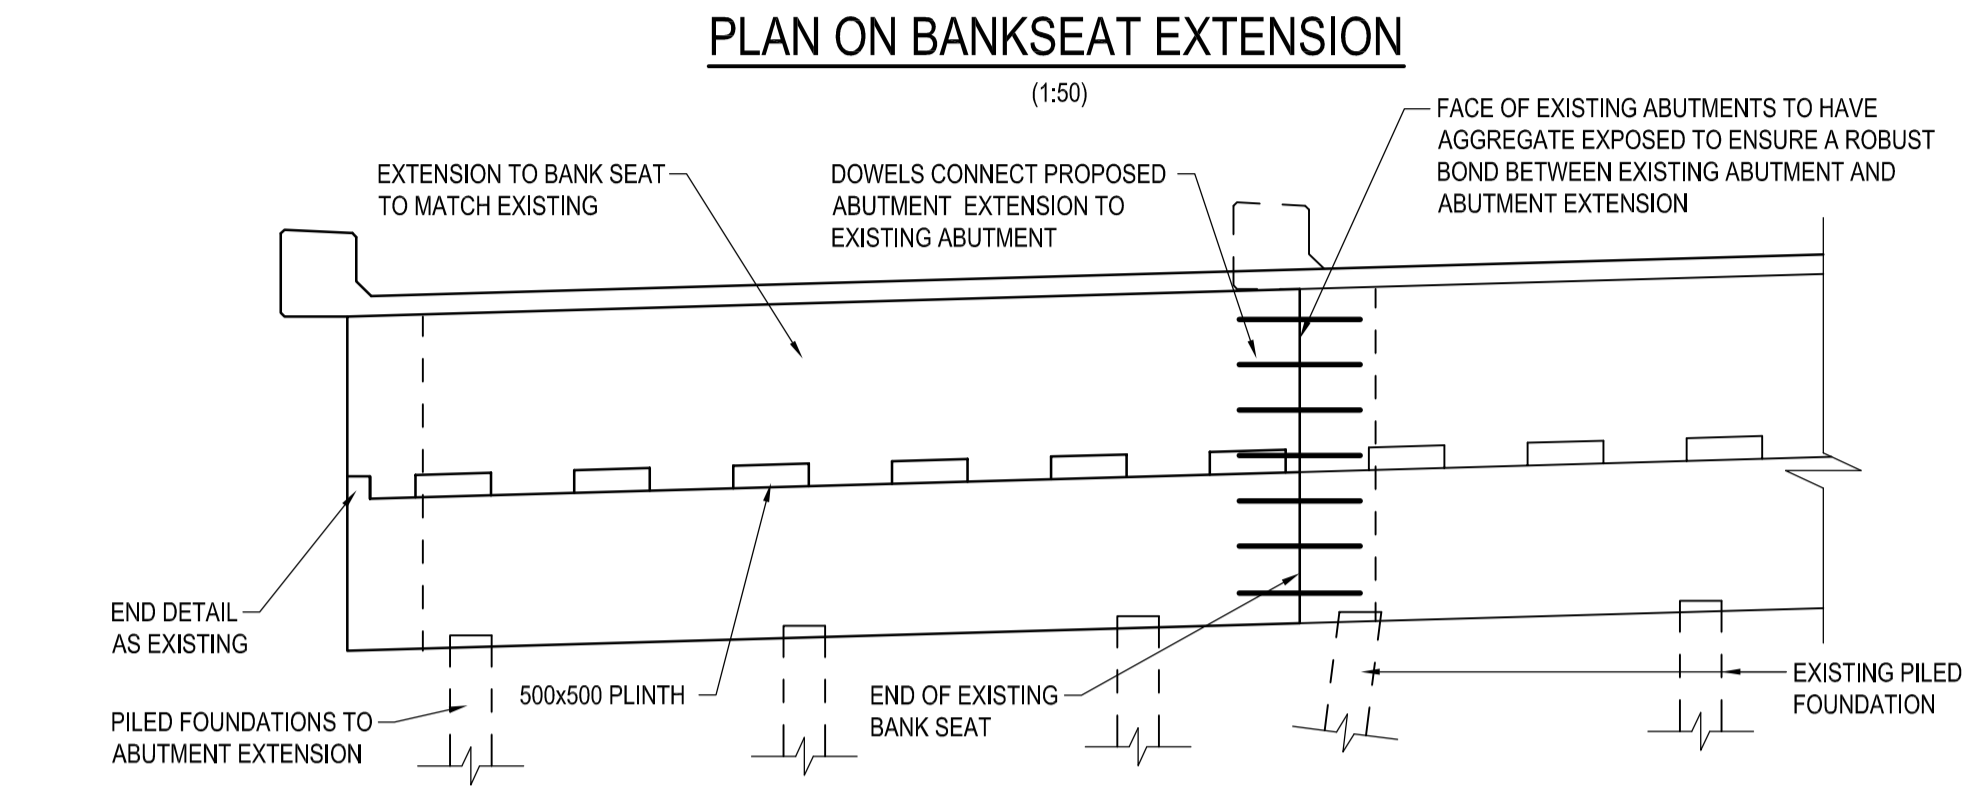 PLAN ON BANKSEAT EXTENSION
(1:50)
EXTENSION TO BANK SEAT
TO MATCH EXISTING
DOWELS CONNECT PROPOSED
ABUTMENT EXTENSION TO
EXISTING ABUTMENT
FACE OF EXISTING ABUTMENTS TO HAVE
AGGREGATE EXPOSED TO ENSURE A ROBUST
BOND BETWEEN EXISTING ABUTMENT AND
ABUTMENT EXTENSION
END DETAIL
AS EXISTING
PILED FOUNDATIONS TO
ABUTMENT EXTENSION
500x500 PLINTH
END OF EXISTING
BANK SEAT
EXISTING PILED
FOUNDATION